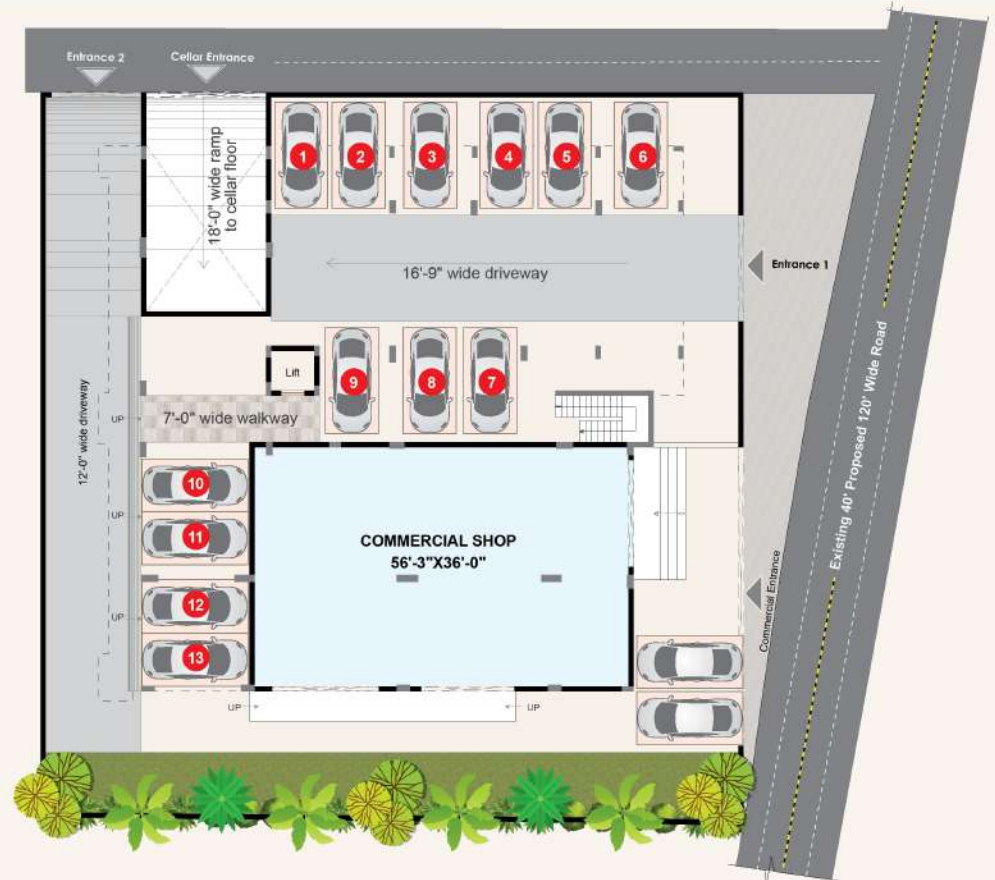 Entrance 2
Cellar Entrance
18'-0" wide ramp
to cellar floor
1
2
3
4
5
6
16'-9" wide driveway
Entrance 1
Existing 40' Proposed 120' Wide Road
Lift
9
8
7
12'-0" wide driveway
UP
7'-0" wide walkway
10
UP
11
COMMERCIAL SHOP
56'-3"X36'-0"
Commercial Entrance
UP
12
13
UP
UP